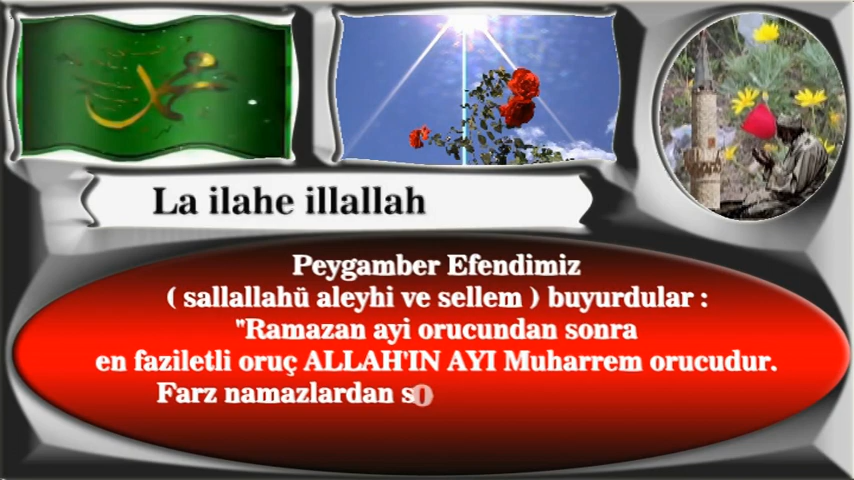 La ilahe illallah
Peygamber Efendimiz
( sallallahü aleyhi ve sellem ) buyurdular :
"Ramazan ayi orucundan sonra
en faziletli oruç ALLAH'IN AYI Muharrem orucudur.
Farz namazlardan so